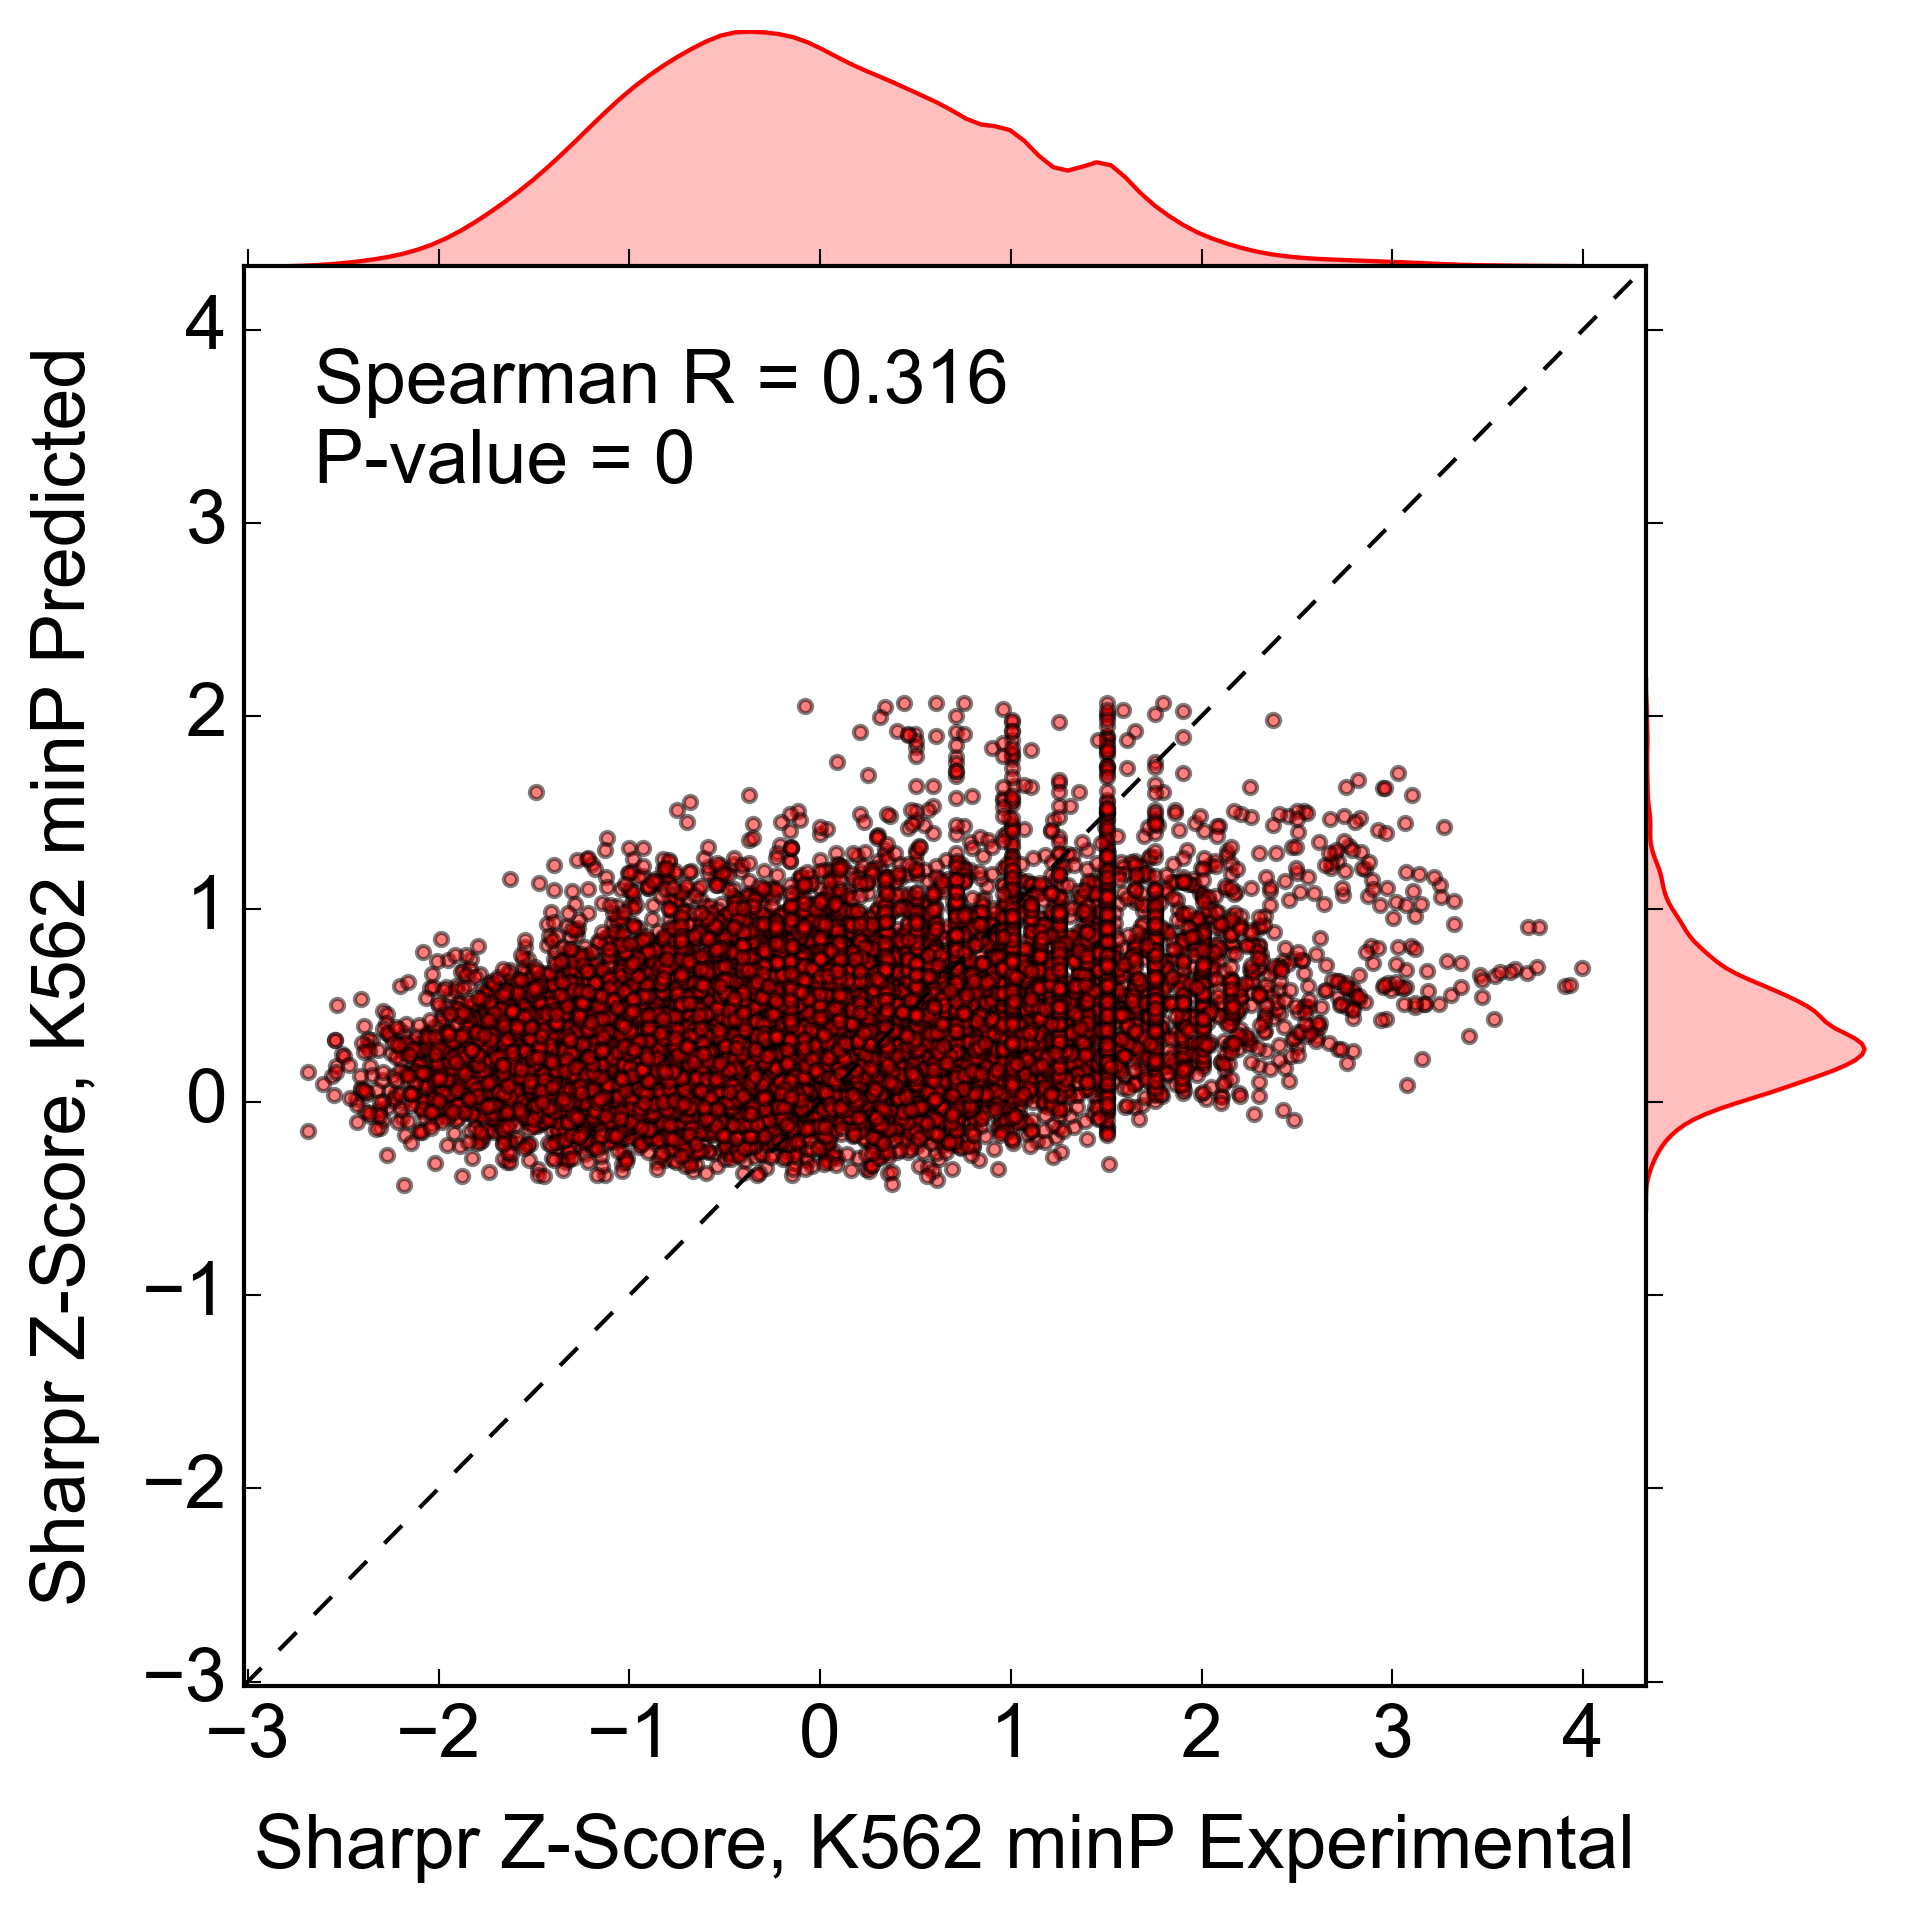 Spearman R = 0.316
P-value = 0
4
3
2
1
0
−1
−2
−3
−3 −2 −1 0 1 2 3 4
Sharpr Z-Score, K562 minP Predicted
Sharpr Z-Score, K562 minP Experimental